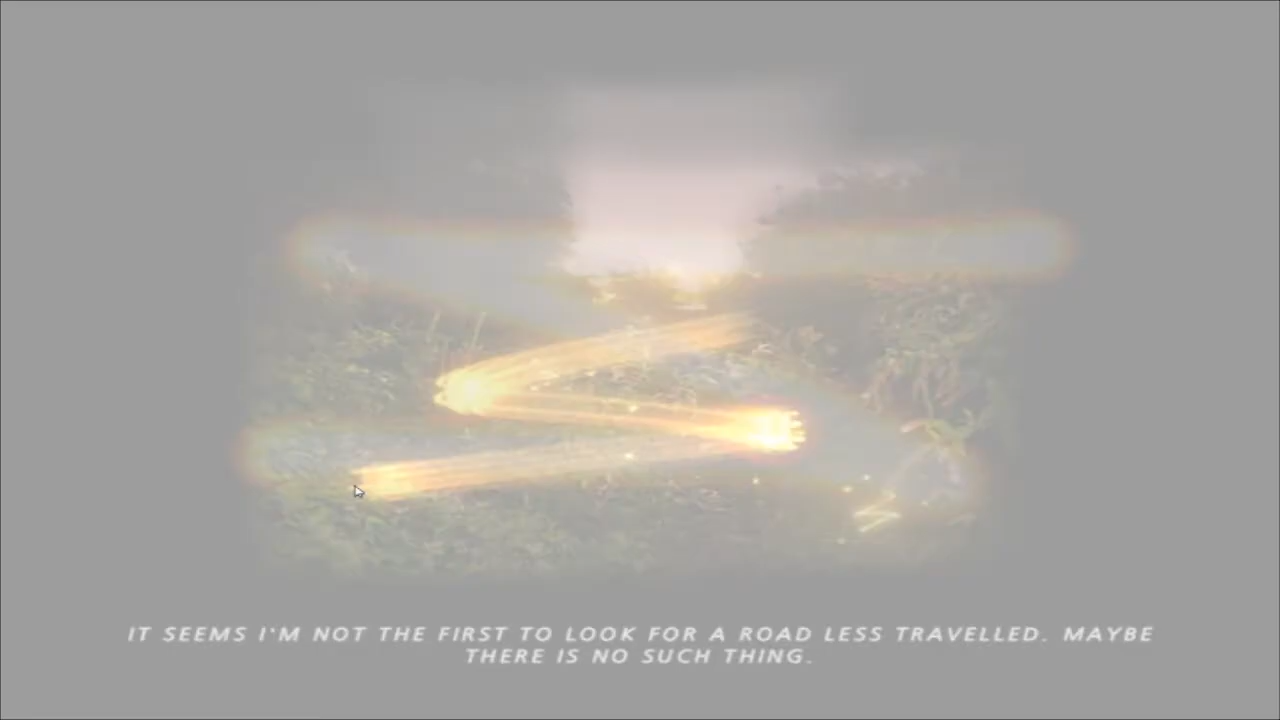 IT SEEMS I'M NOT THE FIRST TO LOOK FOR A ROAD LESS TRAVELLED. MAYBE
THERE IS NO SUCH THING.